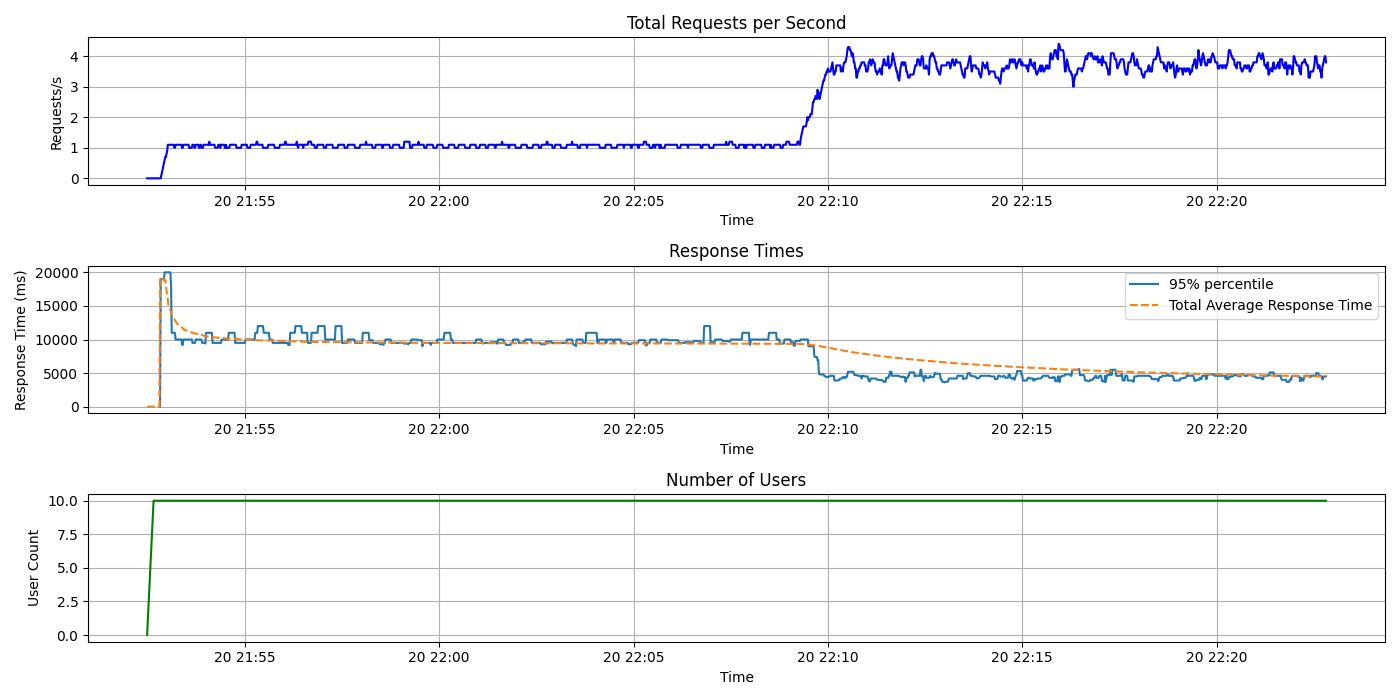 Total Requests per Second
Requests/s
4
3
2
1
0
20 21:55 20 22:00 20 22:05 20 22:10 20 22:15 20 22:20
Time
Response Times
Response Time (ms)
20000
15000
10000
5000
0
95% percentile
Total Average Response Time
20 21:55 20 22:00 20 22:05 20 22:10 20 22:15 20 22:20
Time
Number of Users
User Count
10.0
7.5
5.0
2.5
0.0
20 21:55 20 22:00 20 22:05 20 22:10 20 22:15 20 22:20
Time